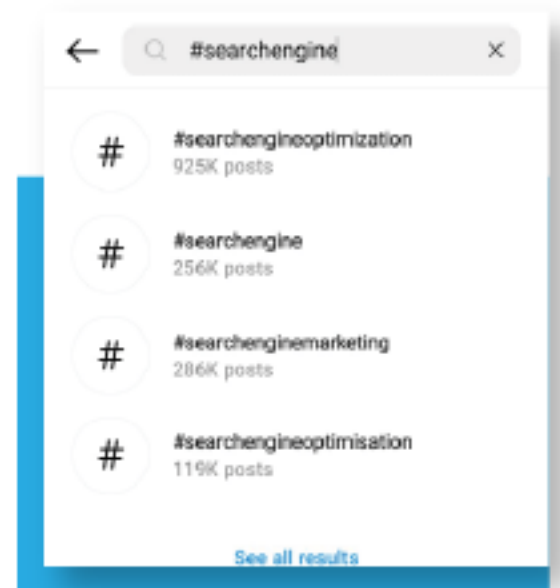 #searchengine
#searchengineoptimization
925K posts
#searchengine
256K posts
#searchenginemarketing
286K posts
#searchengineoptimisation
119K posts
See all results